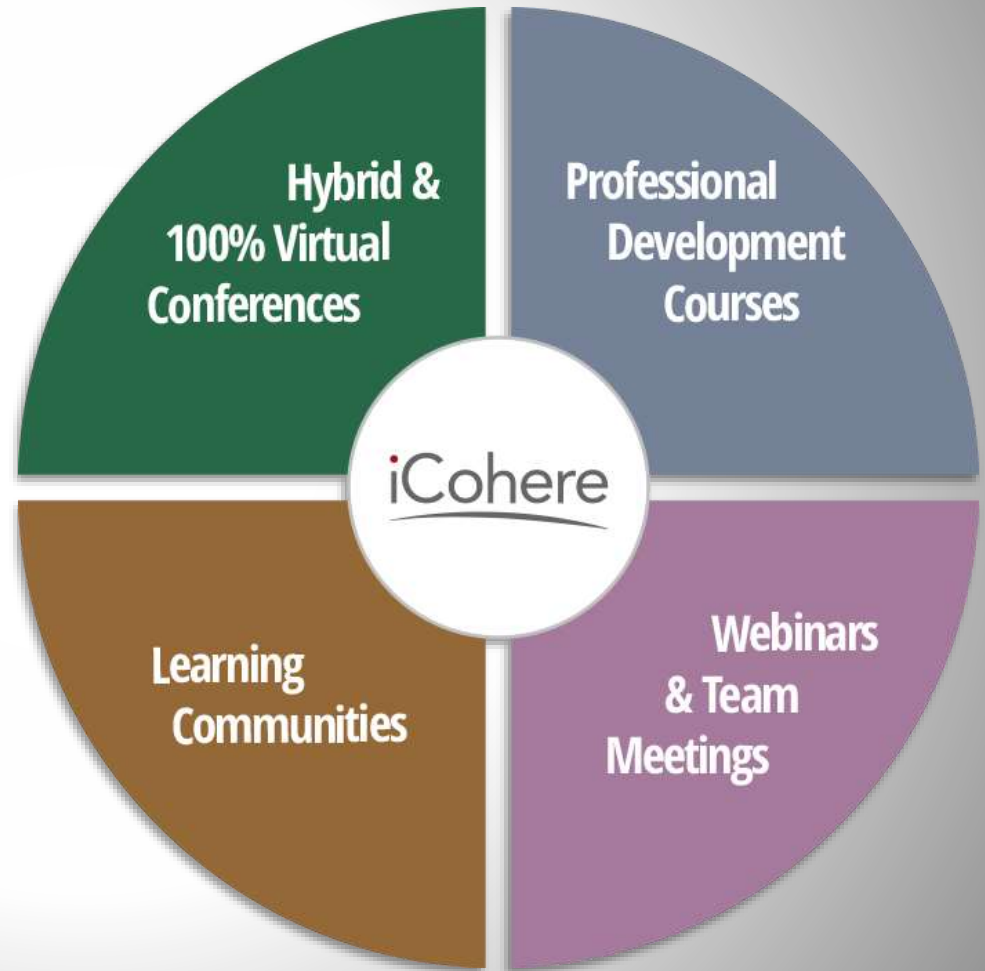 Hybrid &
100% Virtual
Conferences
Professional
Development
Courses
iCohere
Learning
Communities
Webinars
& Team
Meetings